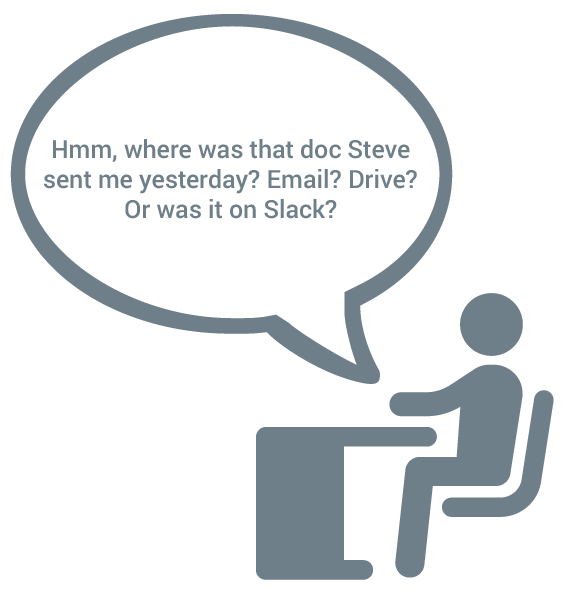 Hmm, where was that doc Steve
sent me yesterday? Email? Drive?
Or was it on Slack?